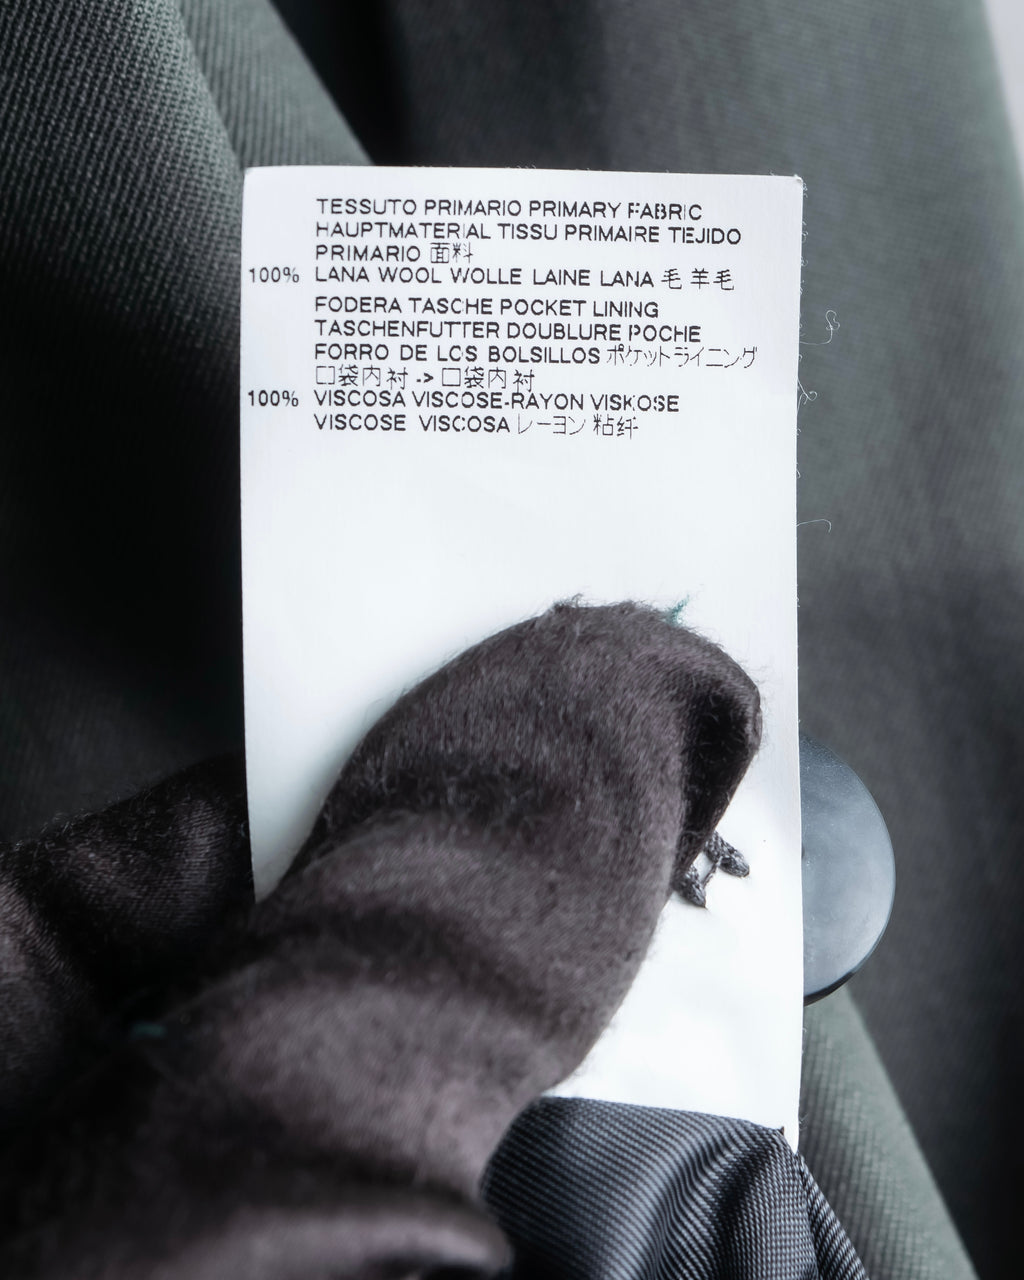 TESSUTO PRIMARIO PRIMARY FABRIC
HAUPTMATERIAL TISSU PRIMAIRE TEJIDO
PRIMARIO 面料
100% LANA WOOL WOLLE LAINE LANA 毛 羊毛
FODERA TASCHE POCKET LINING
TASCHENFUTTER DOUBLURE POCHE
FORRO DE LOS BOLSILLOS ポケットライニング
口袋内衬 -> 口袋内衬
100% VISCOSA VISCOSE-RAYON VISKOSE
VISCOSE VISCOSA レーヨン 粘纤